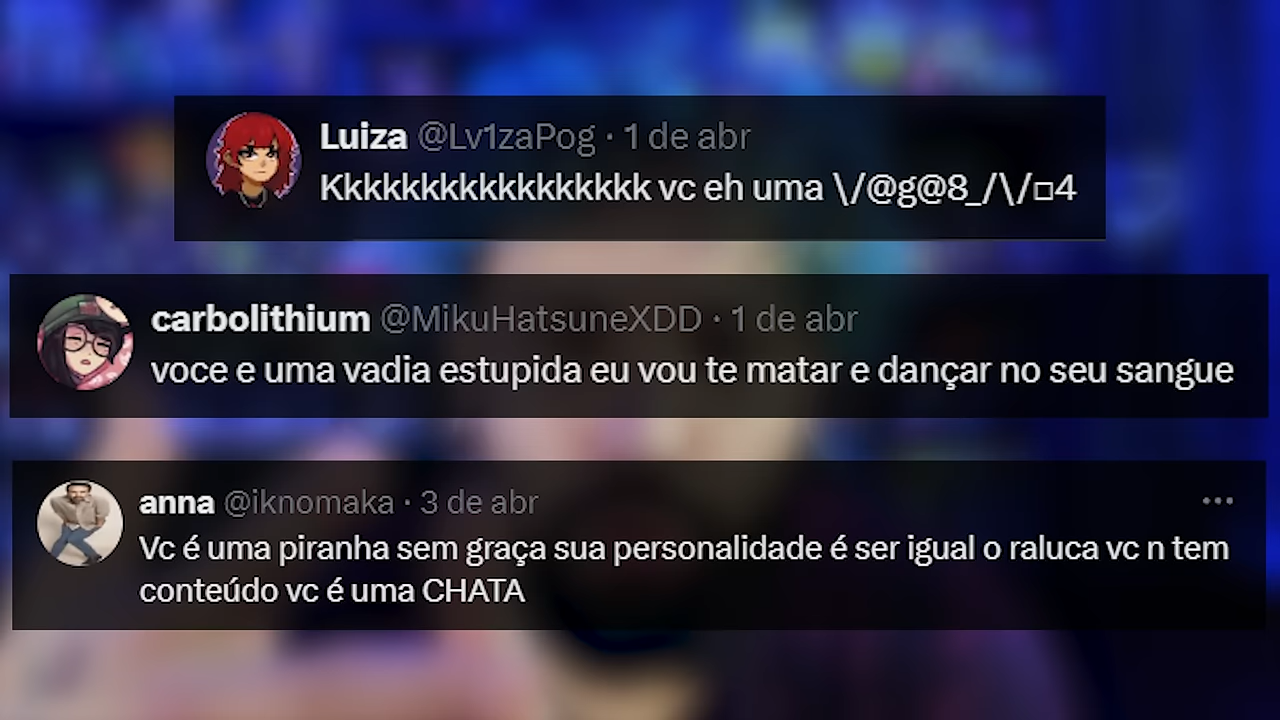 Luiza @Lv1zaPog · 1 de abr
Kkkkkkkkkkkkkkkkk vc eh uma \/@g@8_/\/□4
carbolithium @MikuHatsuneXDD · 1 de abr
voce e uma vadia estupida eu vou te matar e dançar no seu sangue
anna @iknomaka · 3 de abr
Vc é uma piranha sem graça sua personalidade é ser igual o raluca vc n tem
conteúdo vc é uma CHATA